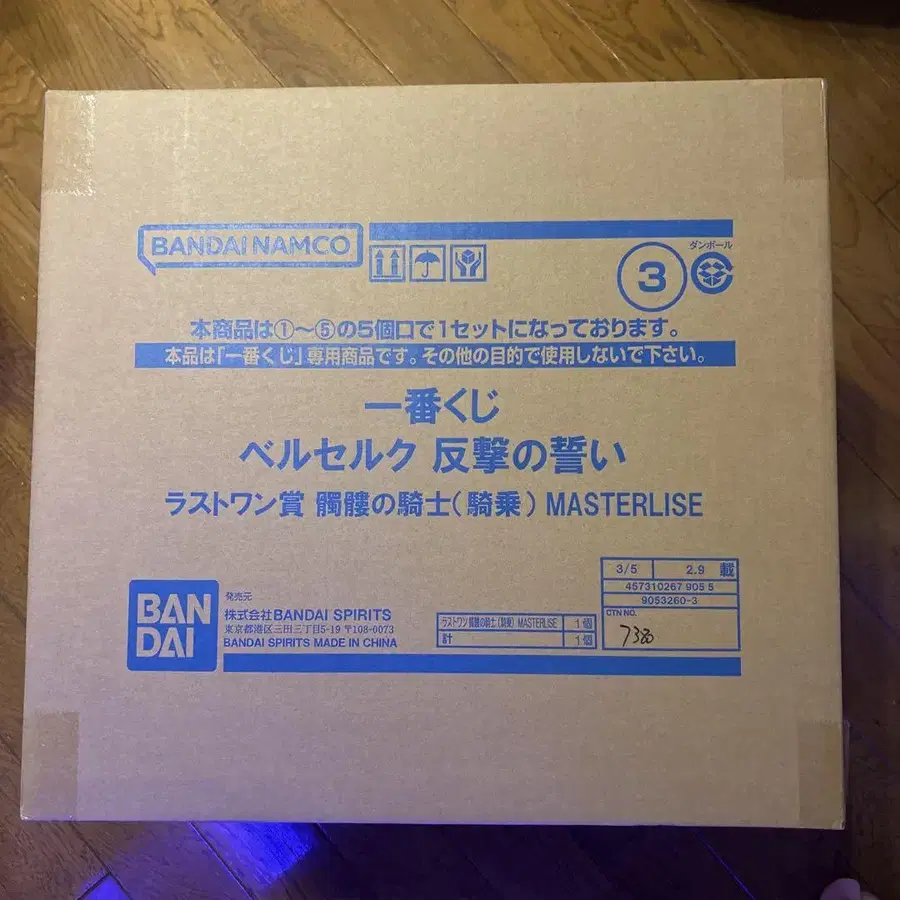 BANDAI NAMCO
3
ダンボール
本商品は①～⑤の5個口で1セットになっております。
本品は「一番くじ」専用商品です。その他の目的で使用しないで下さい。
一番くじ
ベルセルク 反撃の誓い
ラストワン賞 髑髏の騎士(騎乗) MASTERLISE
3/5 2.9 載
457310267 905 5
9053260-3
CTN NO.
7380
BAN
DAI
発売元
株式会社BANDAI SPIRITS
東京都港区三田三丁目5-19 〒108-0073
BANDAI SPIRITS MADE IN CHINA
ラストワン 髑髏の騎士(騎乗) MASTERLISE 1個
計 1個